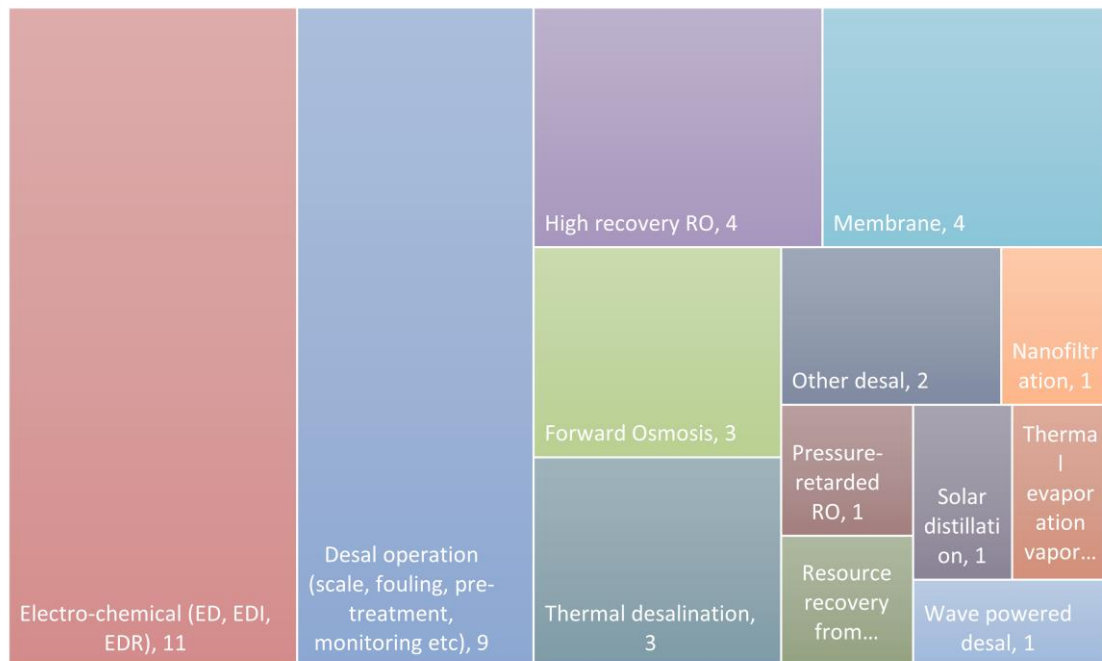 Electro-chemical (ED, EDI,
EDR), 11
Desal operation
(scale, fouling, pre-
treatment,
monitoring etc), 9
High recovery RO, 4
Membrane, 4
Forward Osmosis, 3
Thermal desalination,
3
Other desal, 2
Nanofiltr
ation, 1
Pressure-
retarded
RO, 1
Resource
recovery
from...
Solar
distillati
on, 1
Therma
l
evapor
ation
vapor...
Wave powered
desal, 1